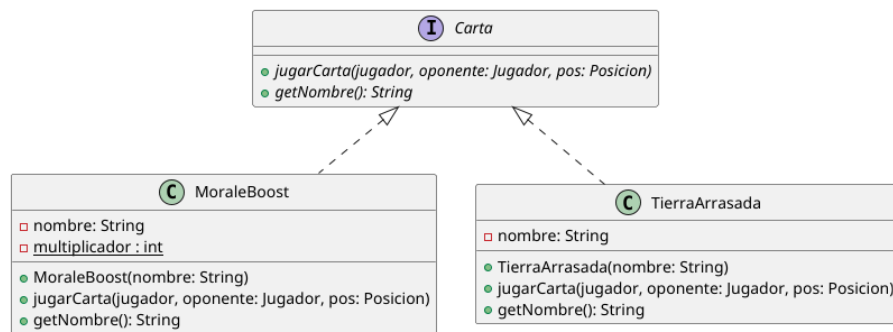 I Carta
jugarCarta(jugador, oponente: Jugador, pos: Posicion)
getNombre(): String
C MoraleBoost
nombre: String
multiplicador : int
MoraleBoost(nombre: String)
jugarCarta(jugador, oponente: Jugador, pos: Posicion)
getNombre(): String
C TierraArrasada
nombre: String
TierraArrasada(nombre: String)
jugarCarta(jugador, oponente: Jugador, pos: Posicion)
getNombre(): String